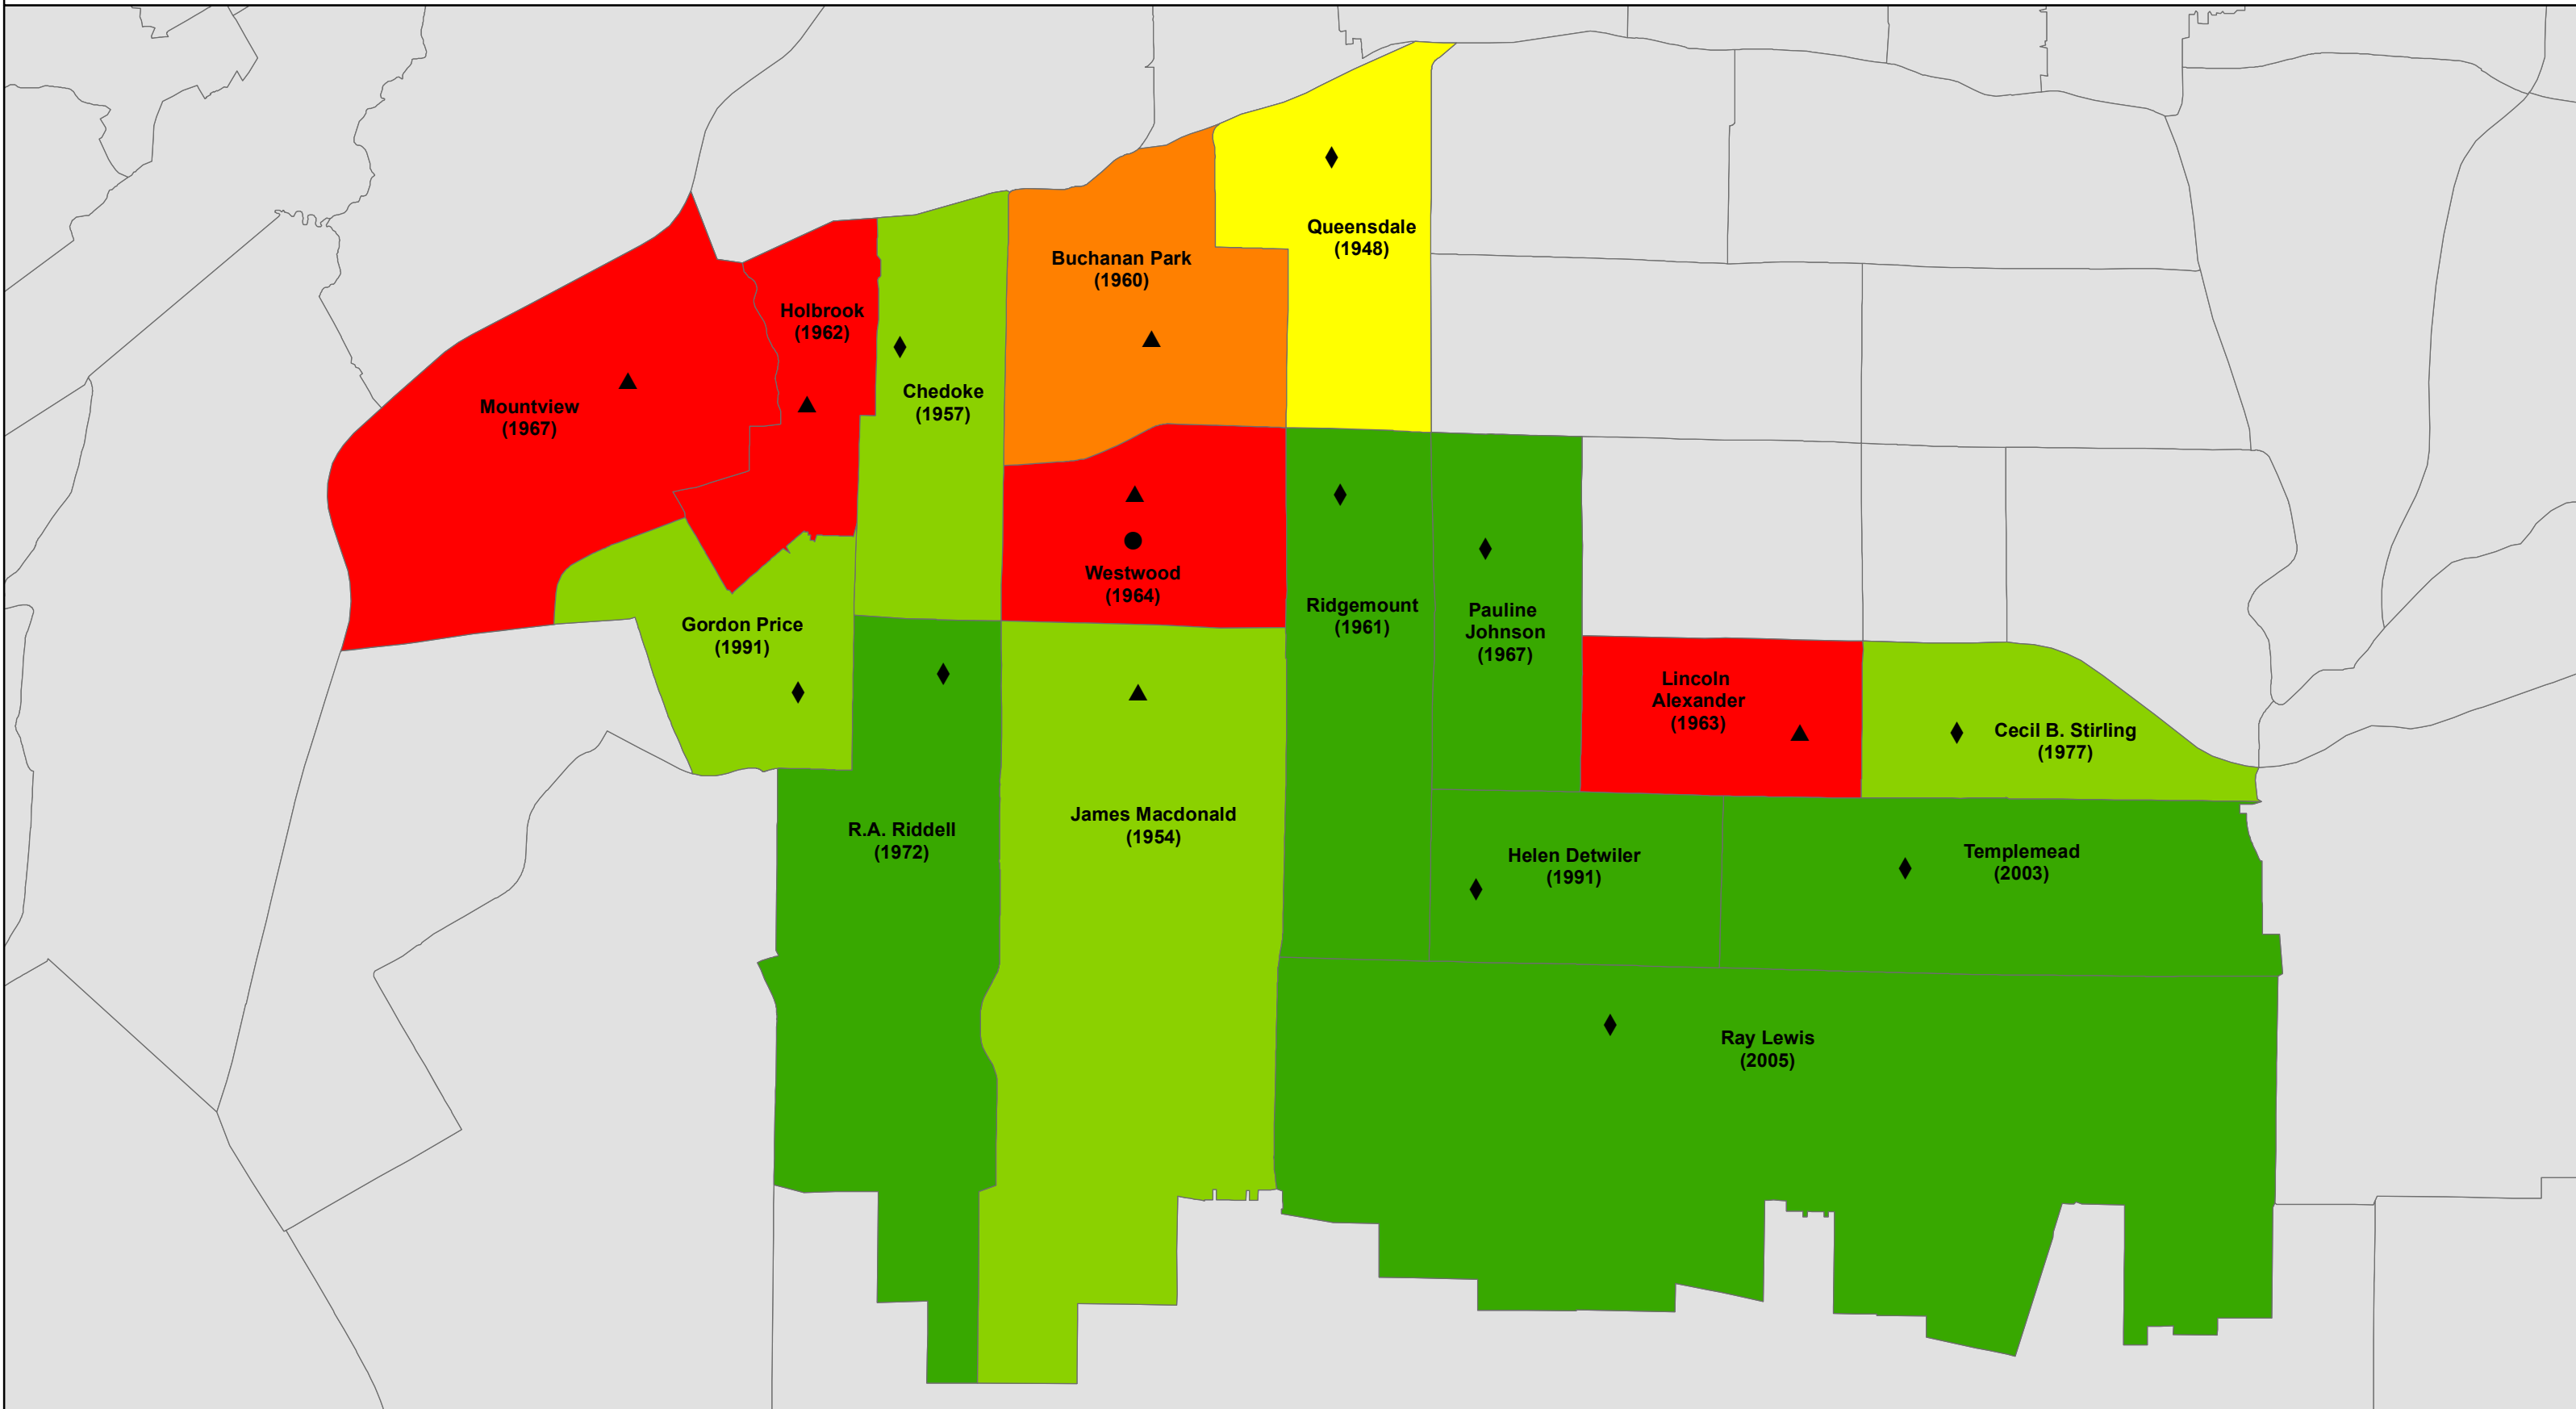 Queensdale
(1948)
Buchanan Park
(1960)
Holbrook
(1962)
Chedoke
(1957)
Mountview
(1967)
Westwood
(1964)
Ridgemount
(1961)
Pauline
Johnson
(1967)
Gordon Price
(1991)
Lincoln
Alexander
(1963)
Cecil B. Stirling
(1977)
James Macdonald
(1954)
R.A. Riddell
(1972)
Helen Detwiler
(1991)
Templemead
(2003)
Ray Lewis
(2005)